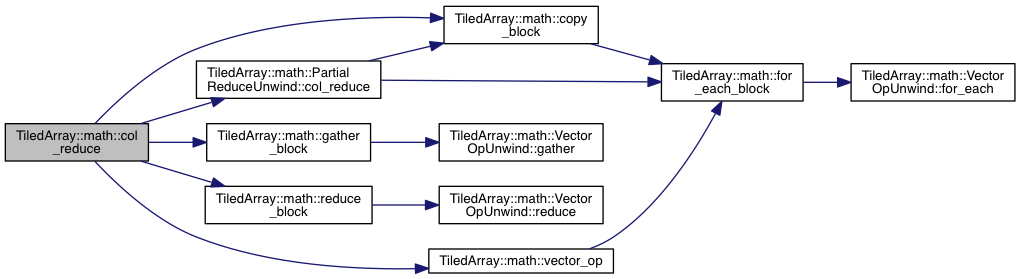 TiledArray::math::copy
_block
TiledArray::math::Partial
ReduceUnwind::col_reduce
TiledArray::math::for
_each_block
TiledArray::math::Vector
OpUnwind::for_each
TiledArray::math::col
_reduce
TiledArray::math::gather
_block
TiledArray::math::Vector
OpUnwind::gather
TiledArray::math::reduce
_block
TiledArray::math::Vector
OpUnwind::reduce
TiledArray::math::vector_op